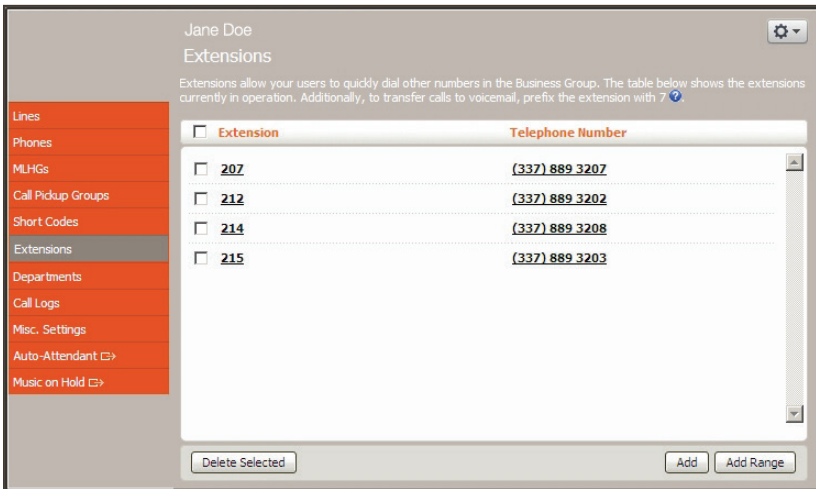 Jane Doe
Extensions
Extensions allow your users to quickly dial other numbers in the Business Group. The table below shows the extensions
currently in operation. Additionally, to transfer calls to voicemail, prefix the extension with 7 ?.
Lines
Phones
MLHGs
Call Pickup Groups
Short Codes
Extensions
Departments
Call Logs
Misc. Settings
Auto-Attendant
Music on Hold
Extension Telephone Number
207 (337) 889 3207
212 (337) 889 3202
214 (337) 889 3208
215 (337) 889 3203
Delete Selected Add Add Range